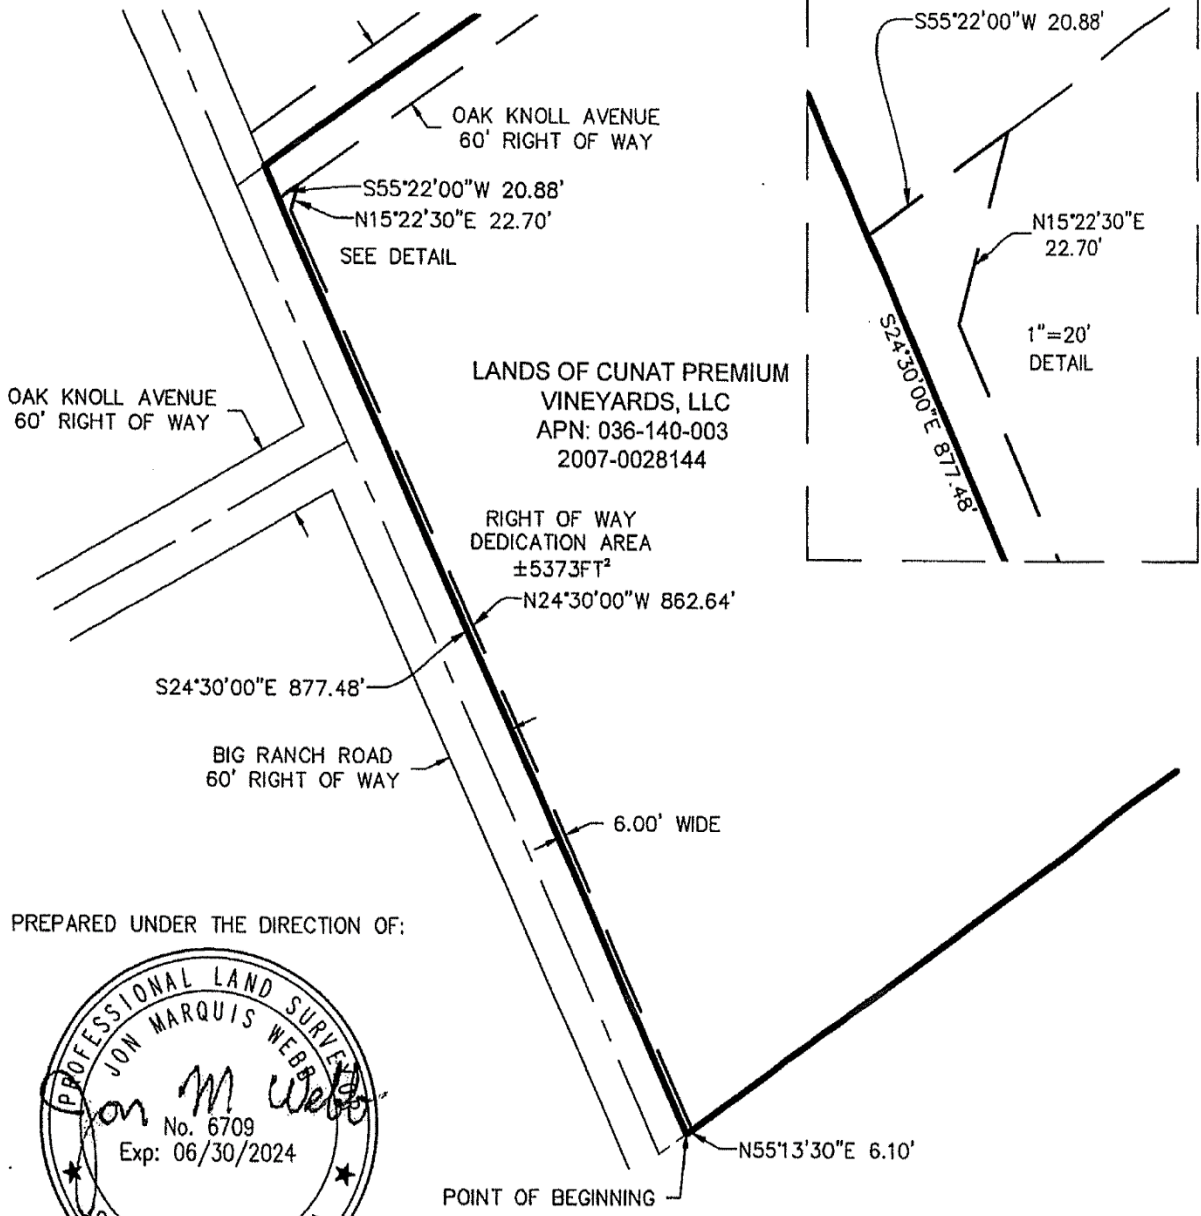 S55°22'00"W 20.88'
OAK KNOLL AVENUE
60' RIGHT OF WAY
S55°22'00"W 20.88'
N15°22'30"E 22.70'
SEE DETAIL
N15°22'30"E
22.70'
S24°30'00"E 877.48'
1"=20'
DETAIL
LANDS OF CUNAT PREMIUM
VINEYARDS, LLC
APN: 036-140-003
2007-0028144
OAK KNOLL AVENUE
60' RIGHT OF WAY
RIGHT OF WAY
DEDICATION AREA
±5373FT²
N24°30'00"W 862.64'
S24°30'00"E 877.48'
BIG RANCH ROAD
60' RIGHT OF WAY
6.00' WIDE
PREPARED UNDER THE DIRECTION OF:
PROFESSIONAL LAND SURVEYOR
JON MARQUIS WEBB
Jon M Webb
No. 6709
Exp: 06/30/2024
N55°13'30"E 6.10'
POINT OF BEGINNING